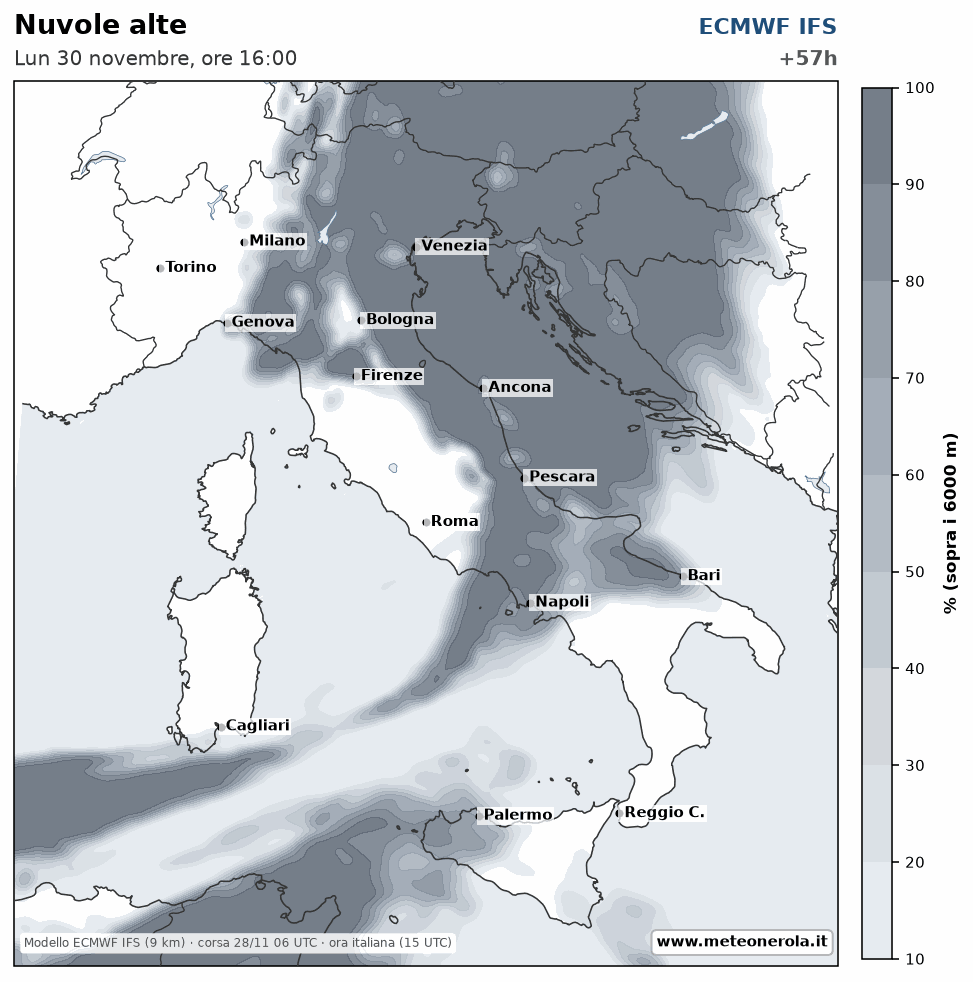 Nuvole alte
ECMWF IFS
Lun 30 novembre, ore 16:00
+57h
Milano
Venezia
Torino
Genova
Bologna
Firenze
Ancona
Pescara
Roma
Bari
Napoli
Cagliari
Palermo
Reggio C.
100
90
80
70
60
50
40
30
20
10
% (sopra i 6000 m)
Modello ECMWF IFS (9 km) · corsa 28/11 06 UTC · ora italiana (15 UTC)
www.meteonerola.it